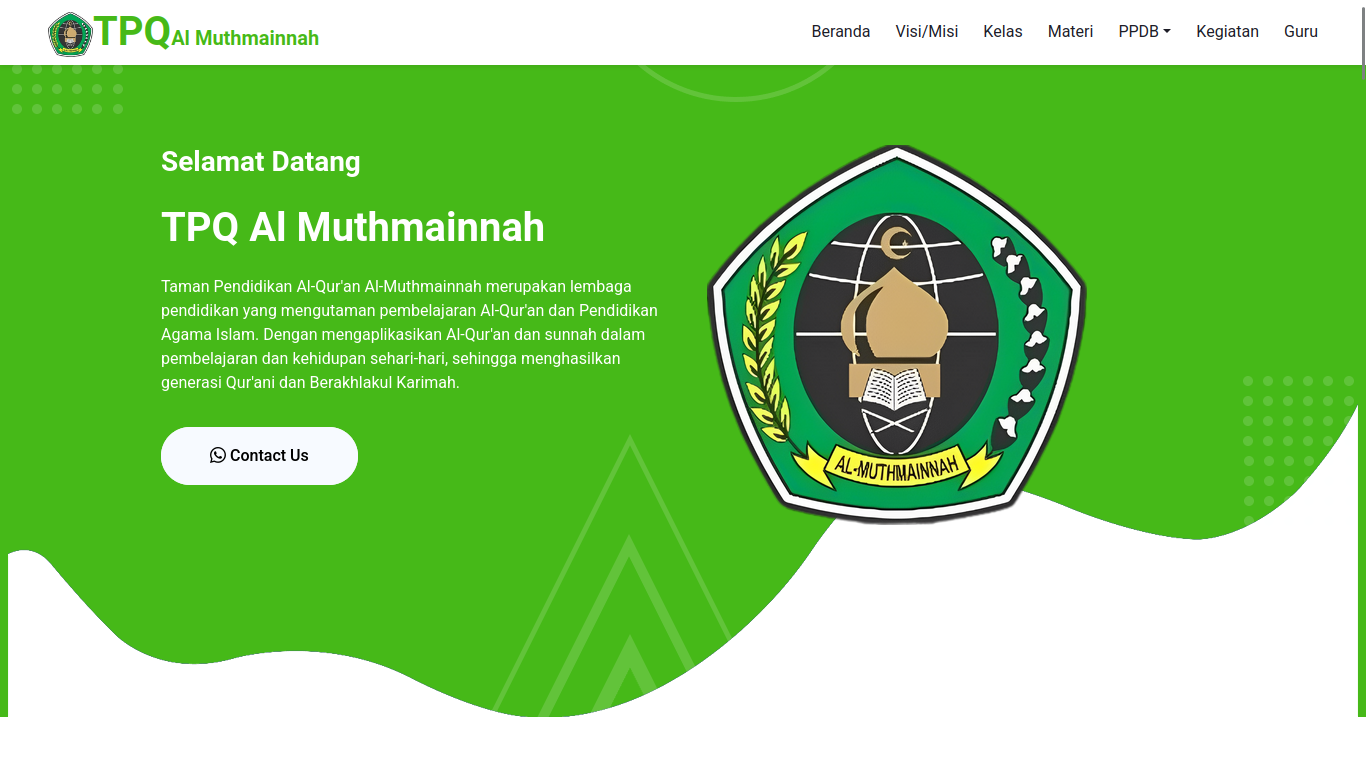 TPQ Al Muthmainnah
Beranda Visi/Misi Kelas Materi PPDB Kegiatan Guru
Selamat Datang
TPQ Al Muthmainnah
Taman Pendidikan Al-Qur'an Al-Muthmainnah merupakan lembaga
pendidikan yang mengutaman pembelajaran Al-Qur'an dan Pendidikan
Agama Islam. Dengan mengaplikasikan Al-Qur'an dan sunnah dalam
pembelajaran dan kehidupan sehari-hari, sehingga menghasilkan
generasi Qur'ani dan Berakhlakul Karimah.
Contact Us
AL-MUTHMAINNAH